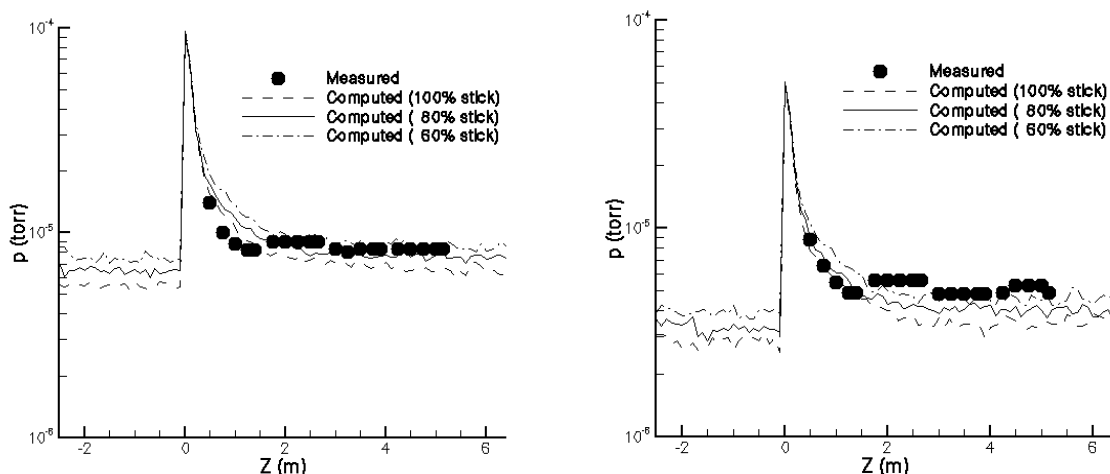 10-4
Measured
Computed (100% stick)
Computed ( 80% stick)
Computed ( 60% stick)
p (torr)
10-5
10-6
-2
0
2
4
6
Z (m)
10-4
Measured
Computed (100% stick)
Computed ( 80% stick)
Computed ( 60% stick)
p (torr)
10-5
10-6
-2
0
2
4
6
Z (m)